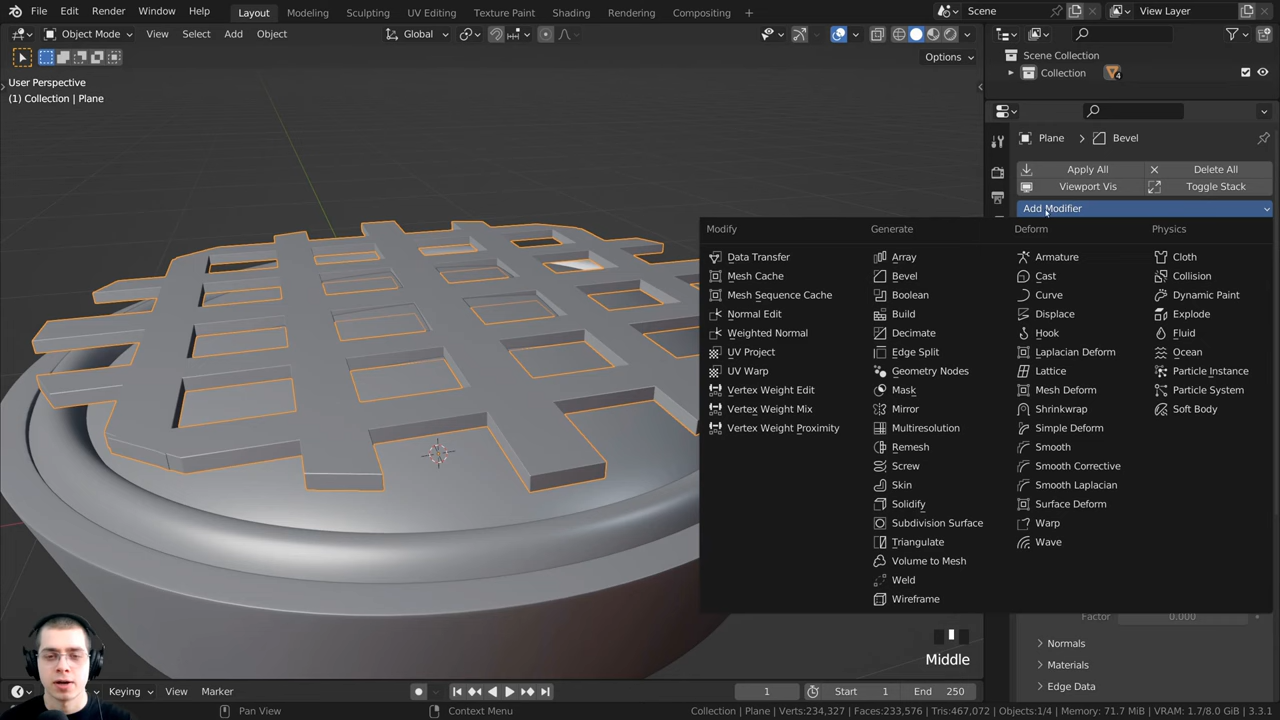 File Edit Render Window Help Layout Modeling Sculpting UV Editing Texture Paint Shading Rendering Compositing + Scene View Layer
Object Mode View Select Add Object Global
Options
User Perspective
(1) Collection | Plane
Scene Collection
Collection 4
Plane > Bevel
Apply All Delete All
Viewport Vis Toggle Stack
Add Modifier
Modify
Data Transfer
Mesh Cache
Mesh Sequence Cache
Normal Edit
Weighted Normal
UV Project
UV Warp
Vertex Weight Edit
Vertex Weight Mix
Vertex Weight Proximity
Generate
Array
Bevel
Boolean
Build
Decimate
Edge Split
Geometry Nodes
Mask
Mirror
Multiresolution
Remesh
Screw
Skin
Solidify
Subdivision Surface
Triangulate
Volume to Mesh
Weld
Wireframe
Deform
Armature
Cast
Curve
Displace
Hook
Laplacian Deform
Lattice
Mesh Deform
Shrinkwrap
Simple Deform
Smooth
Smooth Corrective
Smooth Laplacian
Surface Deform
Warp
Wave
Physics
Cloth
Collision
Dynamic Paint
Explode
Fluid
Ocean
Particle Instance
Particle System
Soft Body
Factor 0.000
Normals
Materials
Edge Data
Middle
Keying View Marker 1 Start 1 End 250
Pan View Context Menu Collection | Plane | Verts:234,327 | Faces:233,576 | Tris:467,072 | Objects:1/4 | Memory: 71.7 MiB | VRAM: 1.7/8.0 GiB | 3.3.1